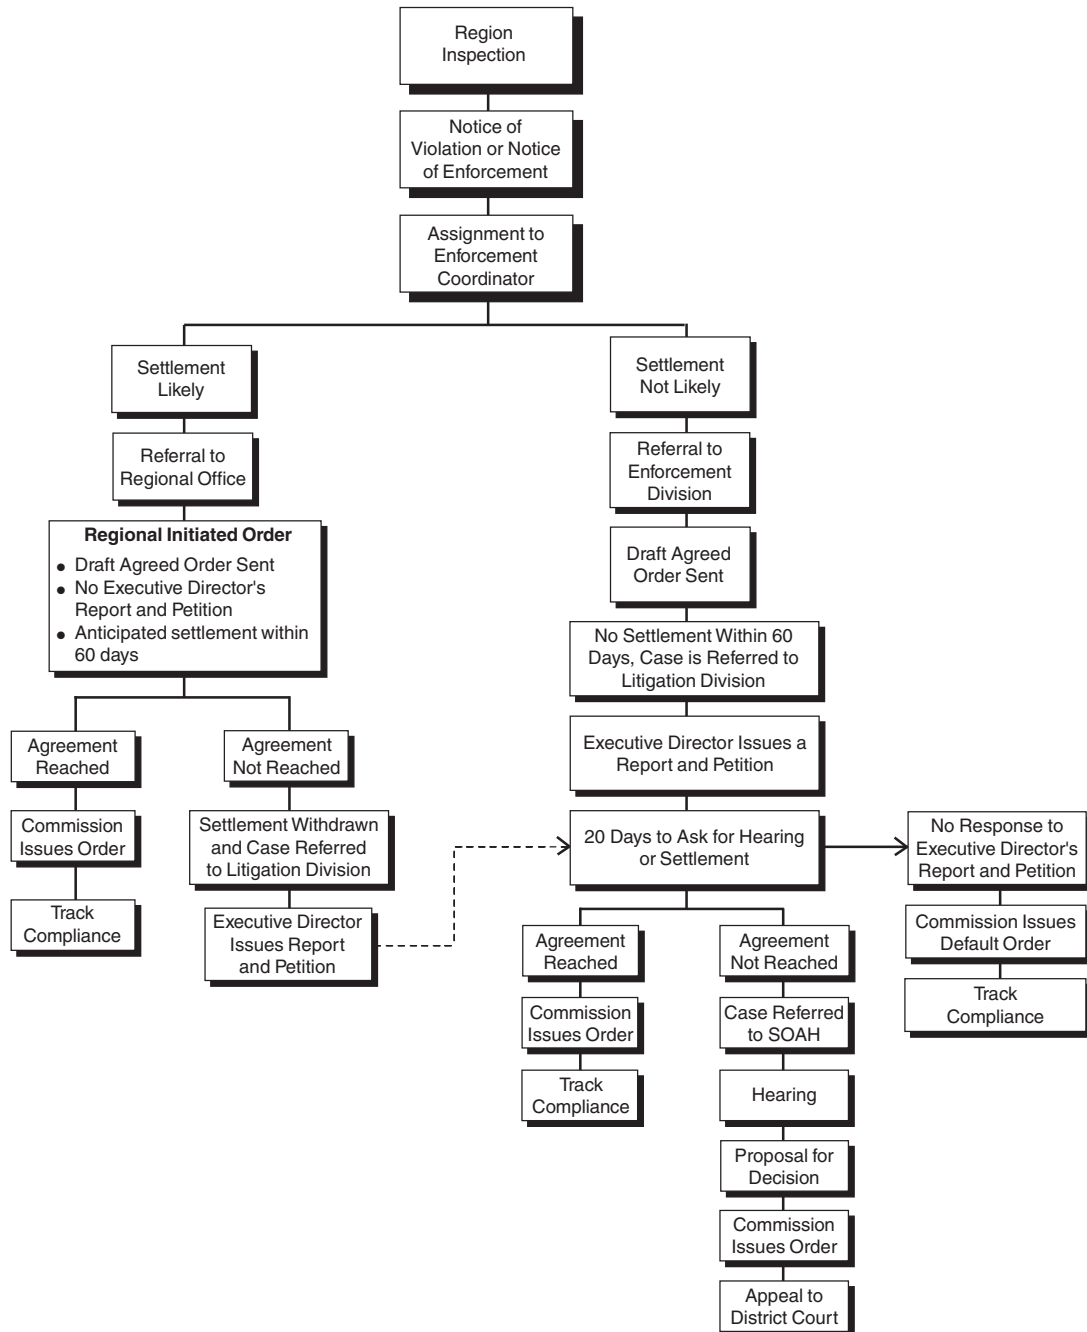 Region
Inspection
Notice of
Violation or Notice
of Enforcement
Assignment to
Enforcement
Coordinator
Settlement
Likely
Referral to
Regional Office
Regional Initiated Order
• Draft Agreed Order Sent
• No Executive Director's
Report and Petition
• Anticipated settlement within
60 days
Agreement
Reached
Commission
Issues Order
Track
Compliance
Agreement
Not Reached
Settlement Withdrawn
and Case Referred
to Litigation Division
Executive Director
Issues Report
and Petition
Settlement
Not Likely
Referral to
Enforcement
Division
Draft Agreed
Order Sent
No Settlement Within 60
Days, Case is Referred to
Litigation Division
Executive Director Issues a
Report and Petition
20 Days to Ask for Hearing
or Settlement
Agreement
Reached
Commission
Issues Order
Track
Compliance
Agreement
Not Reached
Case Referred
to SOAH
Hearing
Proposal for
Decision
Commission
Issues Order
Appeal to
District Court
No Response to
Executive Director's
Report and Petition
Commission Issues
Default Order
Track
Compliance